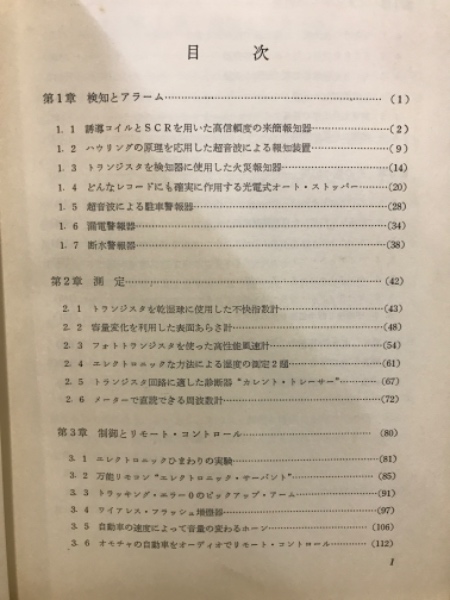 目次
第1章 検知とアラーム…(1)
1.1 誘導コイルとSCRを用いた高信頼度の来簡報知器…(2)
1.2 ハウリングの原理を応用した超音波による報知装置…(9)
1.3 トランジスタを検知器に使用した火災報知器…(14)
1.4 どんなレコードにも確実に作用する光電式オート・ストッパー…(20)
1.5 超音波による駐車警報器…(28)
1.6 漏電警報器…(34)
1.7 断水警報器…(38)
第2章 測定…(42)
2.1 トランジスタを乾湿球に使用した不快指数計…(43)
2.2 容量変化を利用した表面あらさ計…(48)
2.3 フォトトランジスタを使った高性能風速計…(54)
2.4 エレクトロニックな方法による温度の測定2題…(61)
2.5 トランジスタ回路に適した診断器“カレント・トレーサー”…(67)
2.6 メーターで直読できる周波数計…(72)
第3章 制御とリモート・コントロール…(80)
3.1 エレクトロニックひまわりの実験…(81)
3.2 万能リモコン“エレクトロニック・サーバント”…(85)
3.3 トラッキング・エラー0のピックアップ・アーム…(91)
3.4 ワイアレス・フラッシュ増燈器…(97)
3.5 自動車の速度によって音量の変わるホーン…(106)
3.6 オモチャの自動車をオーディオでリモート・コントロール…(112)
1